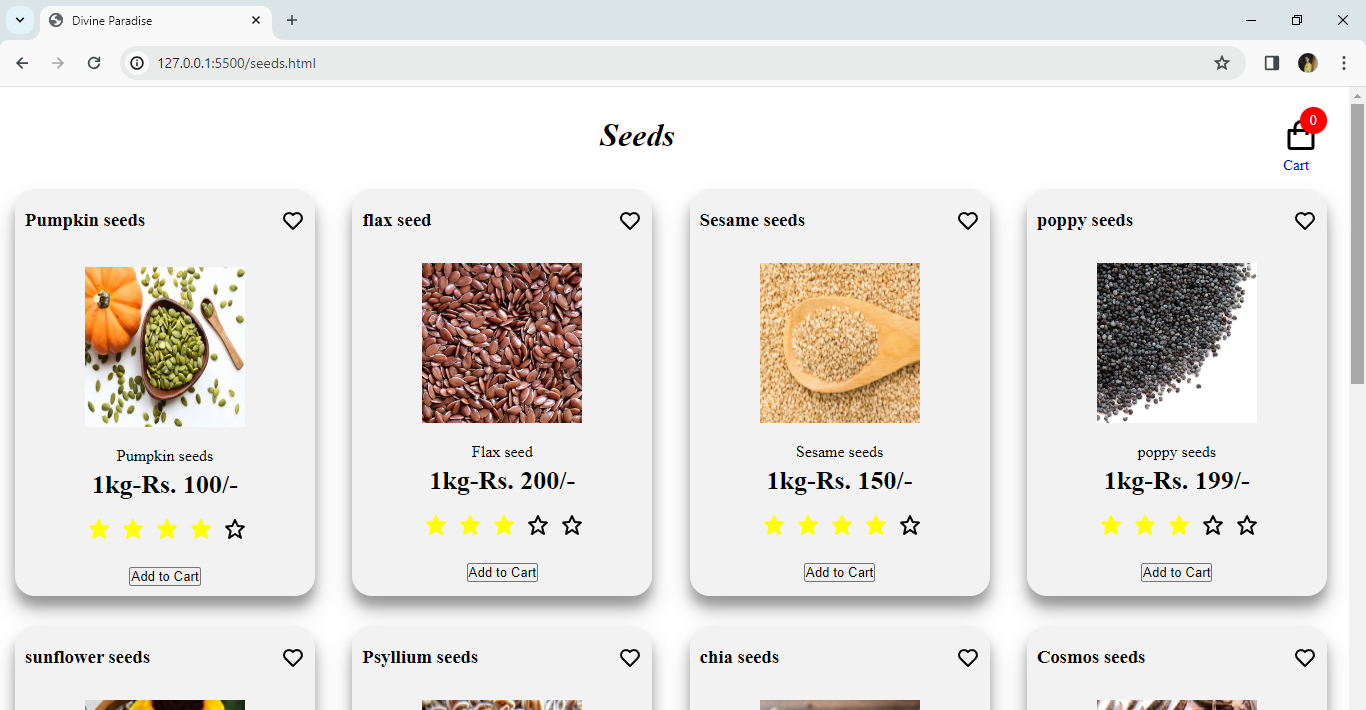 Divine Paradise
127.0.0.1:5500/seeds.html
Seeds
0
Cart
Pumpkin seeds
flax seed
Sesame seeds
poppy seeds
Pumpkin seeds
Flax seed
Sesame seeds
poppy seeds
1kg-Rs. 100/-
1kg-Rs. 200/-
1kg-Rs. 150/-
1kg-Rs. 199/-
Add to Cart
Add to Cart
Add to Cart
Add to Cart
sunflower seeds
Psyllium seeds
chia seeds
Cosmos seeds